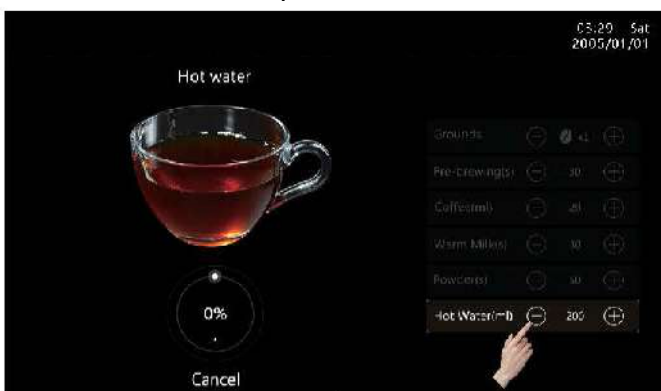 03:29 Sat
2005/01/01
Hot water
Grounds
Pre-brewing(s) 30
Coffee(ml)
Warm Milk(s) 30
Powder(s) 50
Hot Water(ml) 200
0%
Cancel